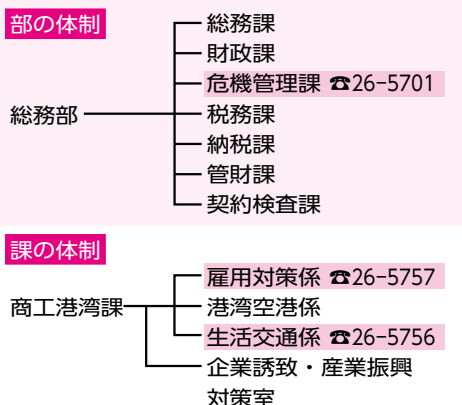 部の体制
総務部
総務課
財政課
危機管理課 ☎26-5701
税務課
納税課
管財課
契約検査課
課の体制
商工港湾課
雇用対策係 ☎26-5757
港湾空港係
生活交通係 ☎26-5756
企業誘致・産業振興
対策室